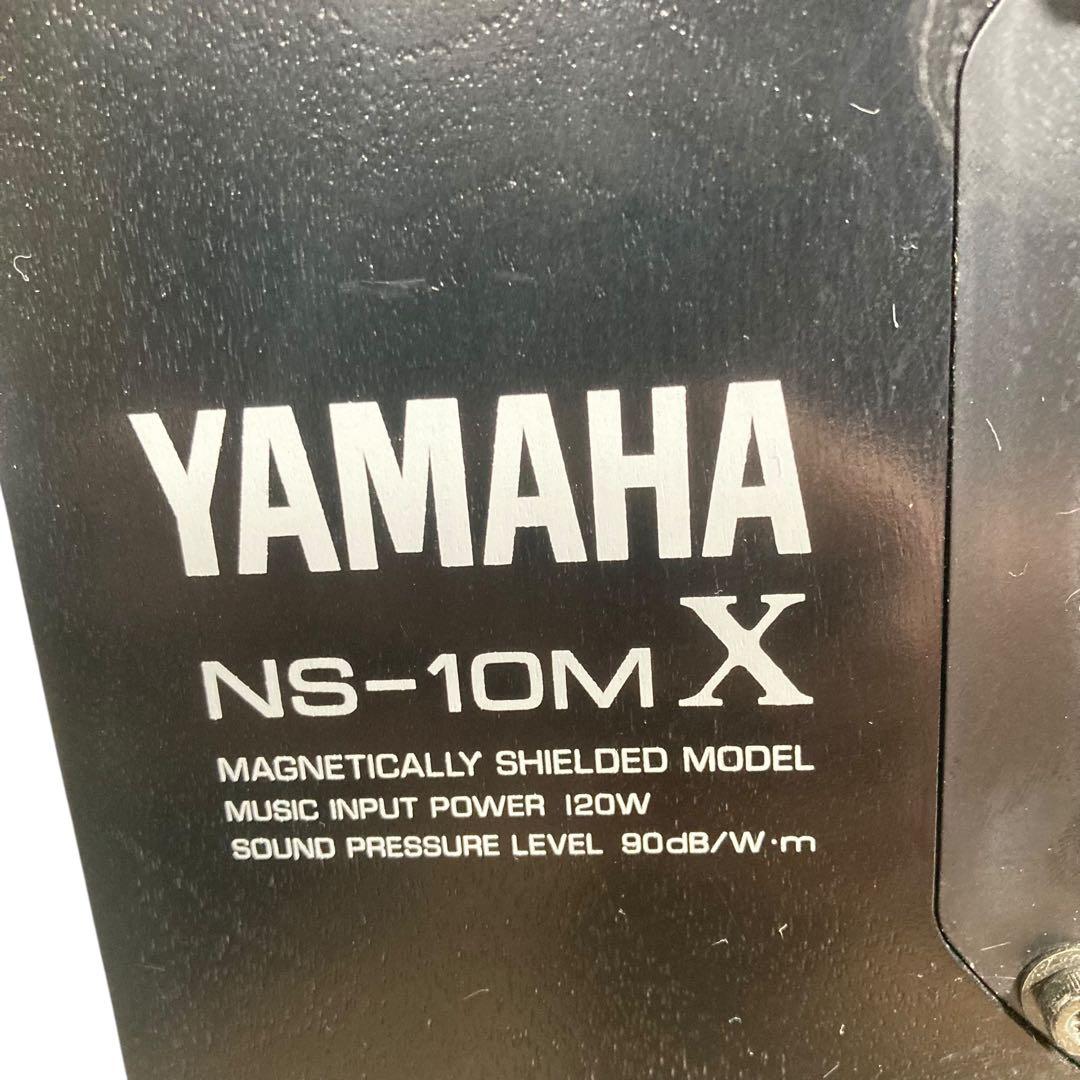 YAMAHA
NS-10M X
MAGNETICALLY SHIELDED MODEL
MUSIC INPUT POWER 120W
SOUND PRESSURE LEVEL 90dB/W·m